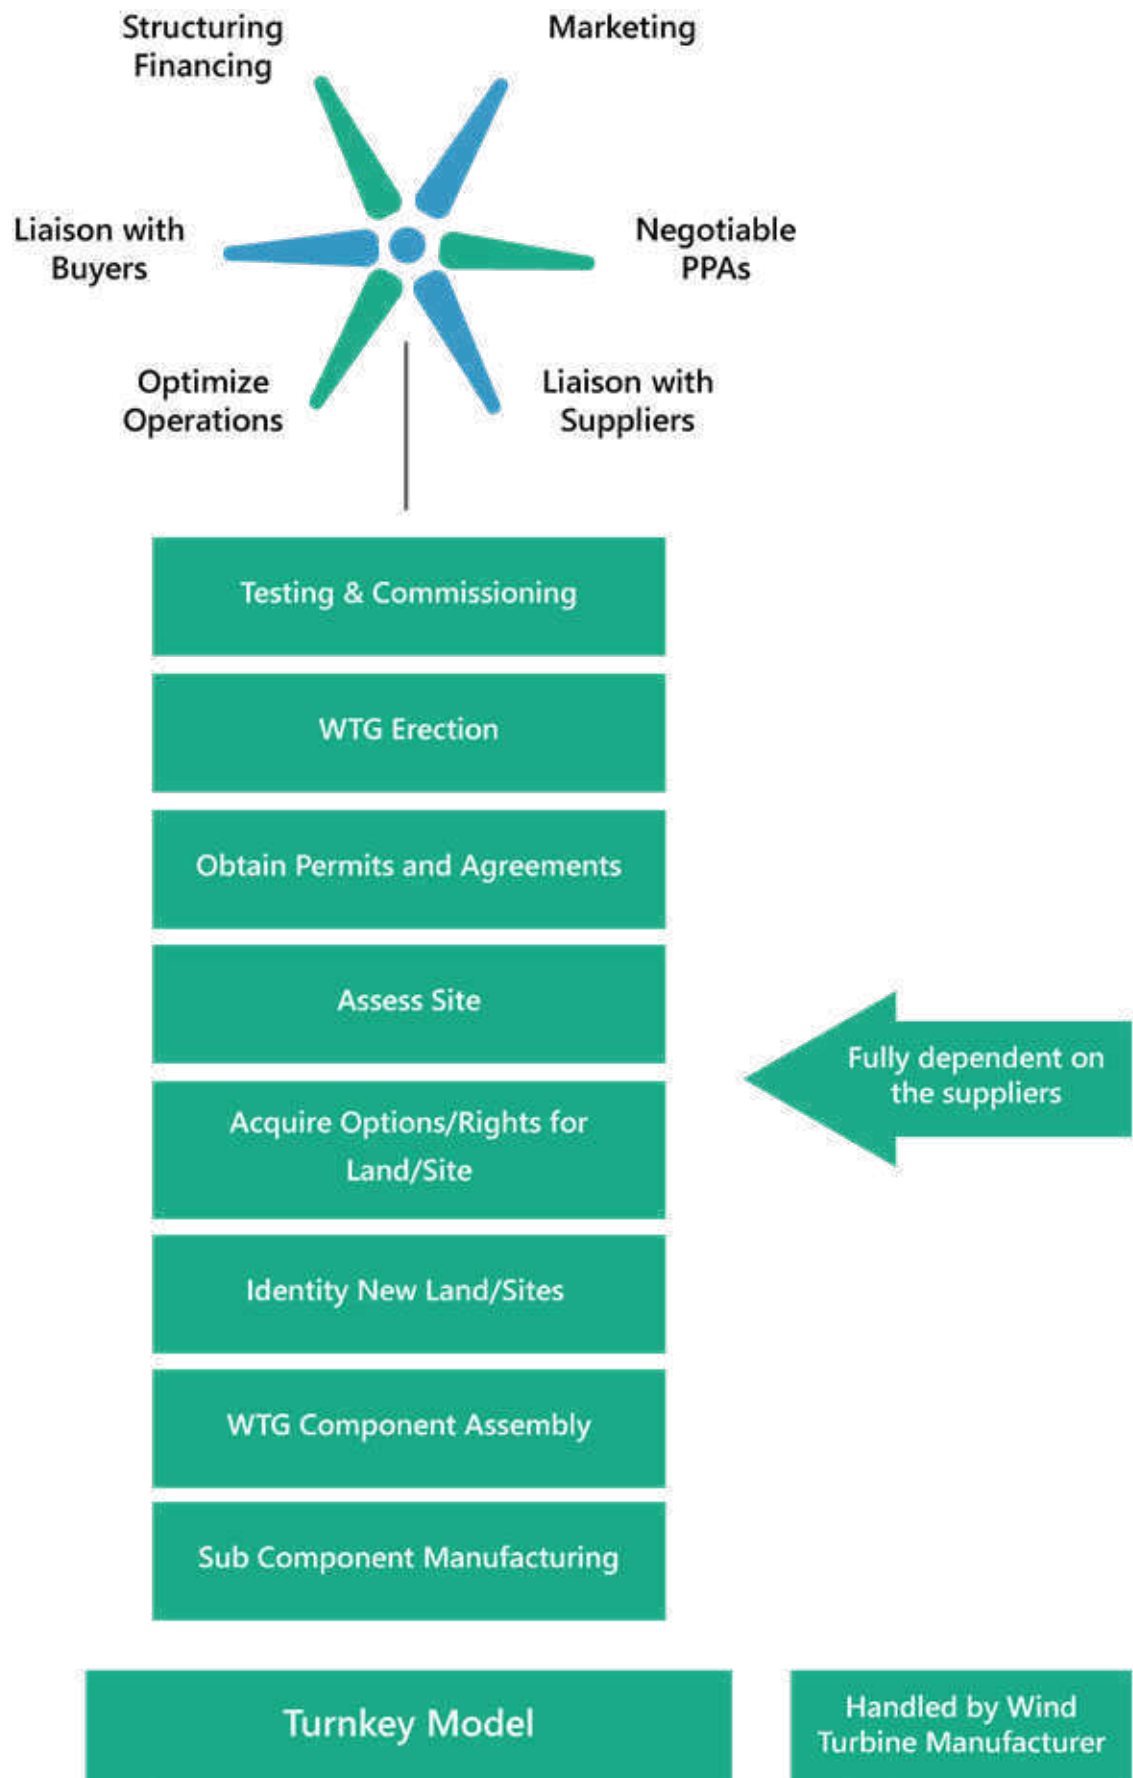 Structuring
Financing
Marketing
Liaison with
Buyers
Negotiable
PPAs
Optimize
Operations
Liaison with
Suppliers
Testing & Commissioning
WTG Erection
Obtain Permits and Agreements
Assess Site
Fully dependent on
the suppliers
Acquire Options/Rights for
Land/Site
Identity New Land/Sites
WTG Component Assembly
Sub Component Manufacturing
Turnkey Model
Handled by Wind
Turbine Manufacturer